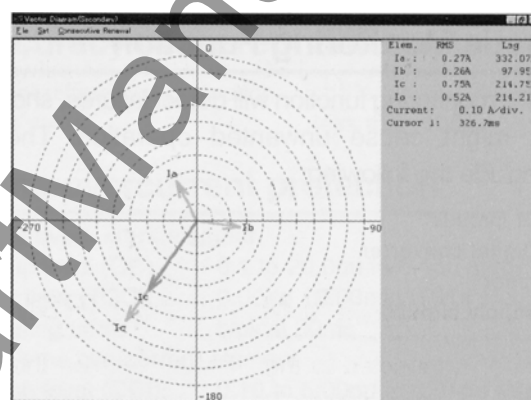 Vector Diagram(Secondary)
File Set Consecutive Renewal
Elem. RMS Lag
Ia : 0.27A 332.07
Ib : 0.26A 97.95
Ic : 0.75A 214.75
Io : 0.52A 214.21
Current: 0.10 A/div.
Cursor 1: 326.7ms
0
Ia
-270
Ib
-90
Ic
Ic
-180